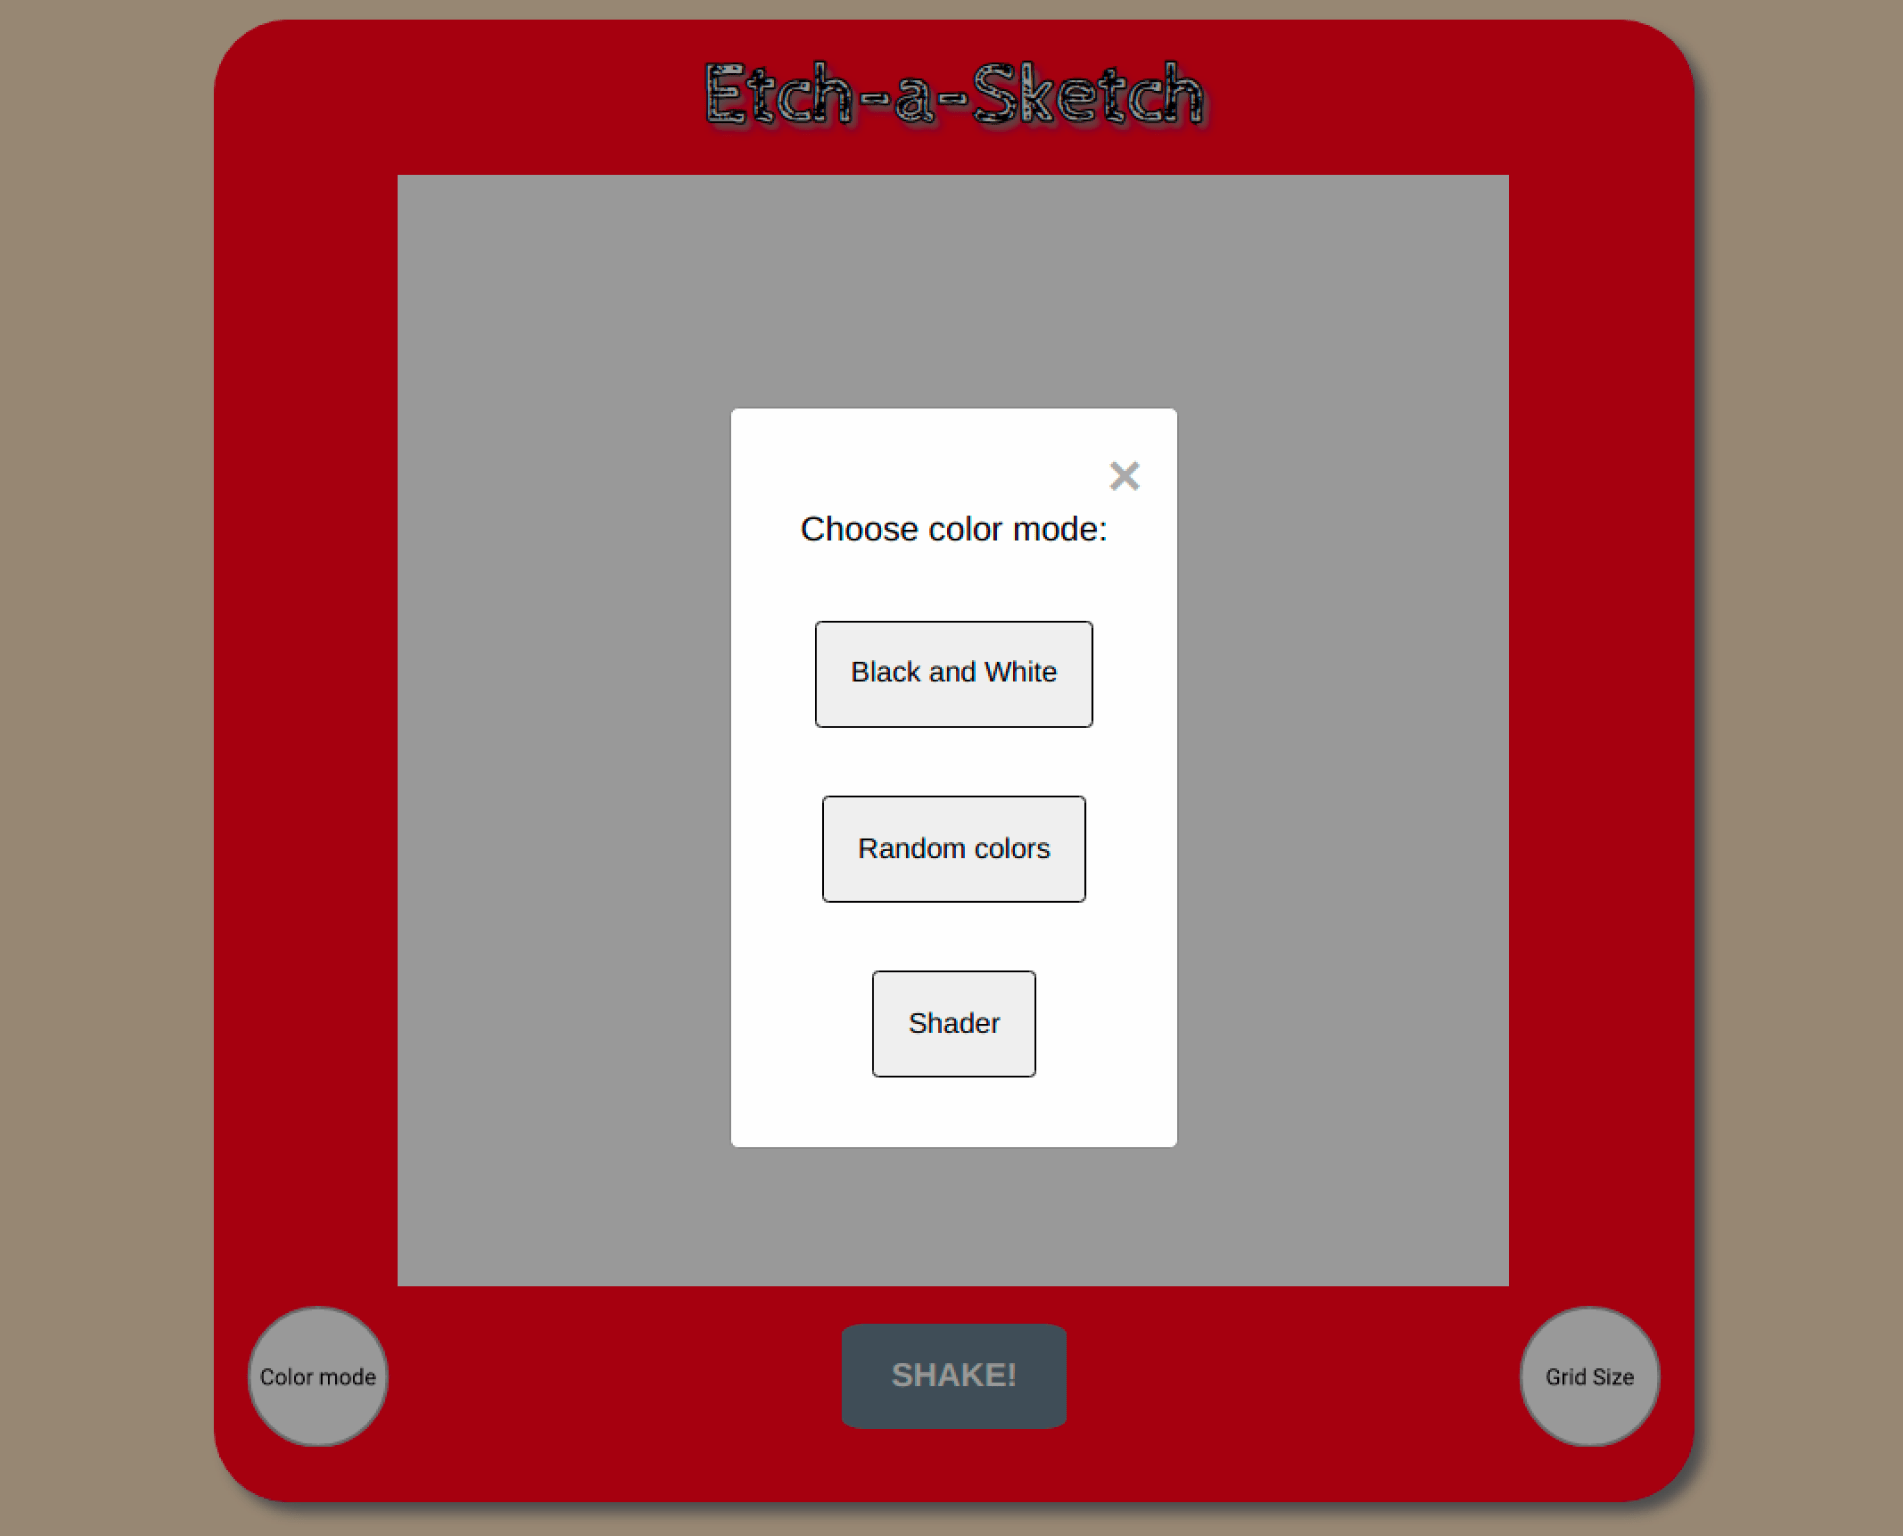 Etch-a-Sketch
×
Choose color mode:
Black and White
Random colors
Shader
Color mode
SHAKE!
Grid Size